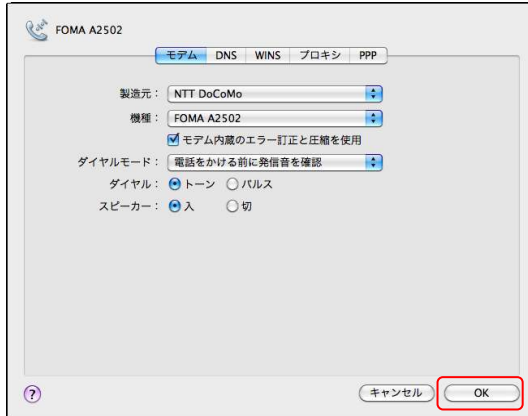 FOMA A2502
モデム DNS WINS プロキシ PPP
製造元： NTT DoCoMo
機種： FOMA A2502
モデム内蔵のエラー訂正と圧縮を使用
ダイヤルモード： 電話をかける前に発信音を確認
ダイヤル： トーン パルス
スピーカー： 入 切
? キャンセル OK